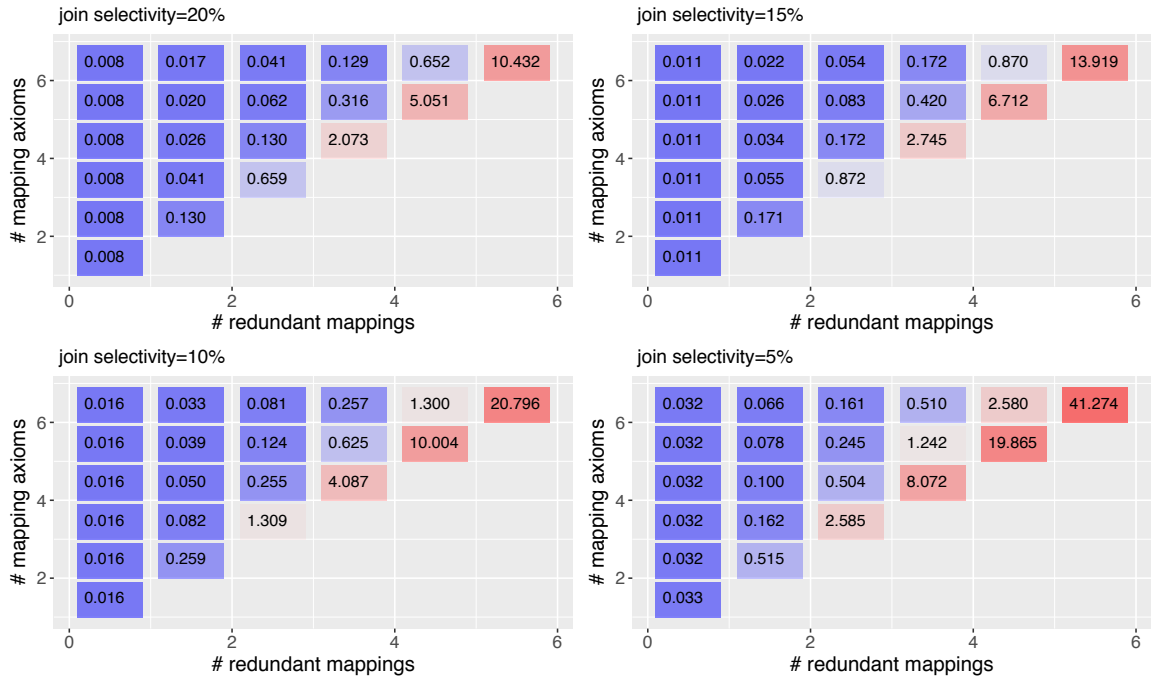 join selectivity=20%
0.008 0.017 0.041 0.129 0.652 10.432
0.008 0.020 0.062 0.316 5.051
0.008 0.026 0.130 2.073
0.008 0.041 0.659
0.008 0.130
0.008
6
4
2
# mapping axioms
0 2 4 6
# redundant mappings
join selectivity=15%
0.011 0.022 0.054 0.172 0.870 13.919
0.011 0.026 0.083 0.420 6.712
0.011 0.034 0.172 2.745
0.011 0.055 0.872
0.011 0.171
0.011
6
4
2
# mapping axioms
0 2 4 6
# redundant mappings
join selectivity=10%
0.016 0.033 0.081 0.257 1.300 20.796
0.016 0.039 0.124 0.625 10.004
0.016 0.050 0.255 4.087
0.016 0.082 1.309
0.016 0.259
0.016
6
4
2
# mapping axioms
0 2 4 6
# redundant mappings
join selectivity=5%
0.032 0.066 0.161 0.510 2.580 41.274
0.032 0.078 0.245 1.242 19.865
0.032 0.100 0.504 8.072
0.032 0.162 2.585
0.032 0.515
0.033
6
4
2
# mapping axioms
0 2 4 6
# redundant mappings